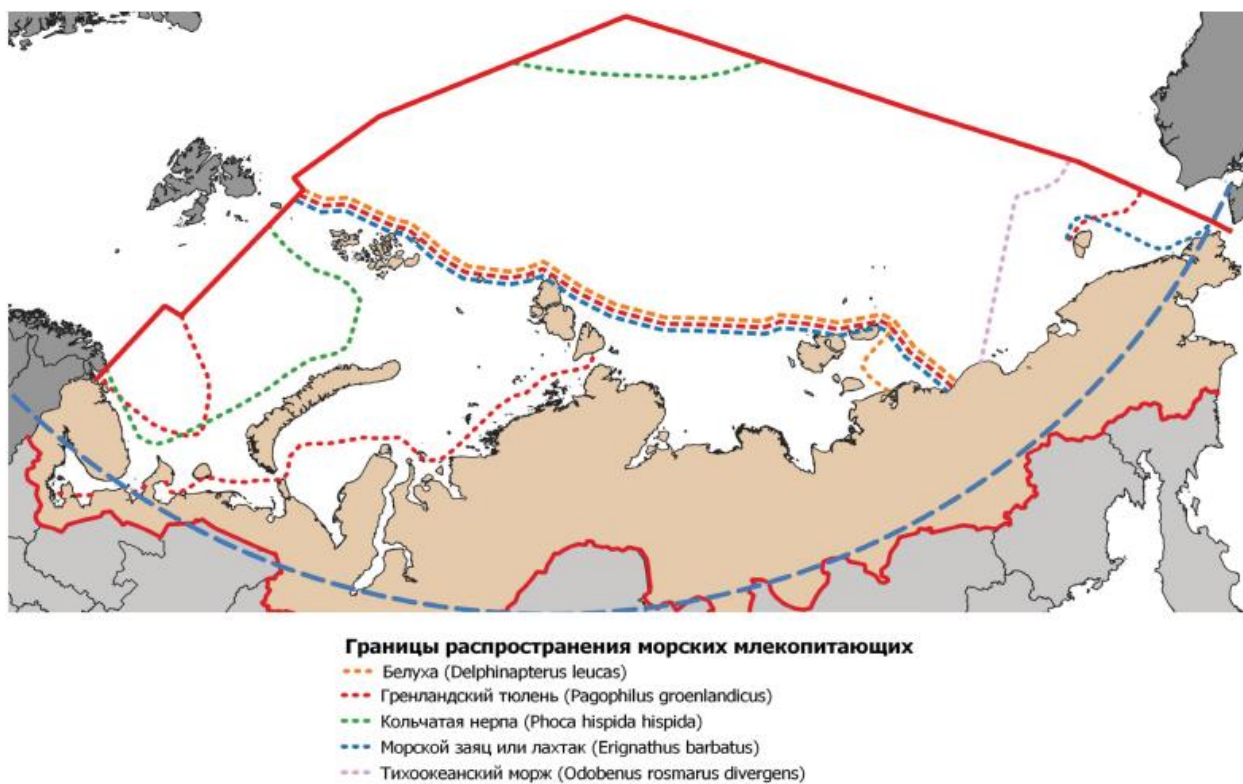 Границы распространения морских млекопитающих
Белуха (Delphinapterus leucas)
Гренландский тюлень (Pagophilus groenlandicus)
Кольчатая нерпа (Phoca hispida hispida)
Морской заяц или лахтак (Erignathus barbatus)
Тихоокеанский морж (Odobenus rosmarus divergens)